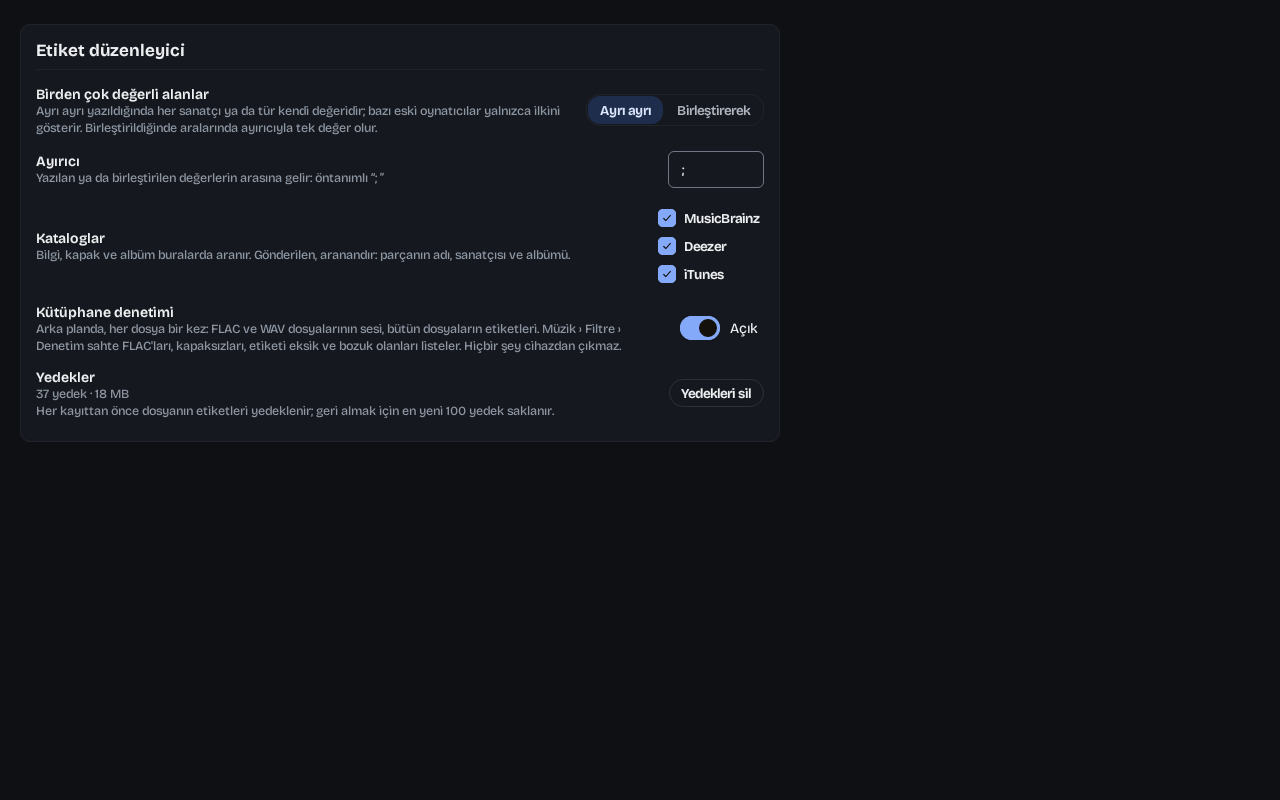 Etiket düzenleyici
Birden çok değerli alanlar
Ayrı ayrı yazıldığında her sanatçı ya da tür kendi değeridir; bazı eski oynatıcılar yalnızca ilkini
gösterir. Birleştirildiğinde aralarında ayırıcıyla tek değer olur.
Ayrı ayrı
Birleştirerek
Ayırıcı
Yazılan ya da birleştirilen değerlerin arasına gelir: öntanımlı “; ”
;
Kataloglar
Bilgi, kapak ve albüm buralarda aranır. Gönderilen, aranandır: parçanın adı, sanatçısı ve albümü.
MusicBrainz
Deezer
iTunes
Kütüphane denetimi
Arka planda, her dosya bir kez: FLAC ve WAV dosyalarının sesi, bütün dosyaların etiketleri. Müzik › Filtre ›
Denetim sahte FLAC'ları, kapaksızları, etiketi eksik ve bozuk olanları listeler. Hiçbir şey cihazdan çıkmaz.
Açık
Yedekler
37 yedek · 18 MB
Her kayıttan önce dosyanın etiketleri yedeklenir; geri almak için en yeni 100 yedek saklanır.
Yedekleri sil